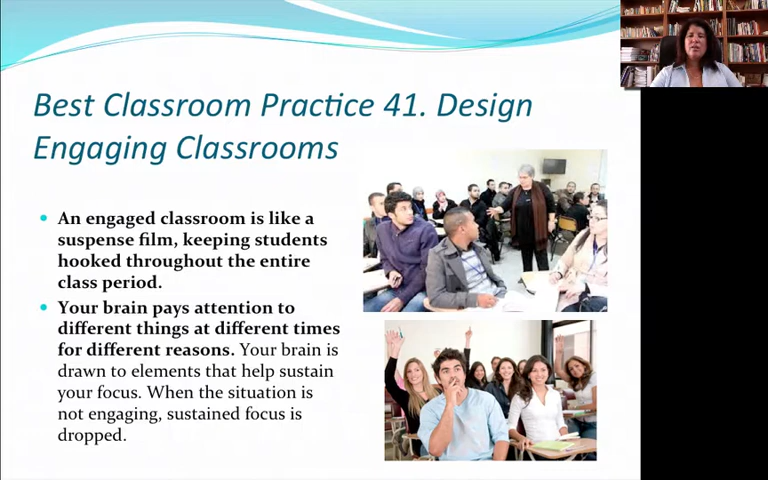 Best Classroom Practice 41. Design
Engaging Classrooms
An engaged classroom is like a
suspense film, keeping students
hooked throughout the entire
class period.
Your brain pays attention to
different things at different times
for different reasons. Your brain is
drawn to elements that help sustain
your focus. When the situation is
not engaging, sustained focus is
dropped.